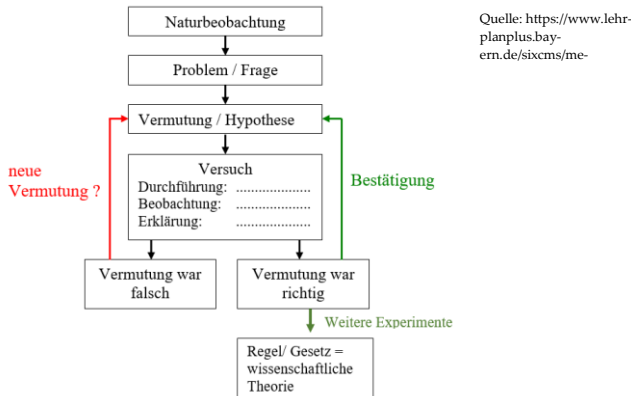 Naturbeobachtung
Quelle: https://www.lehr-
planplus.bay-
ern.de/sixcms/me-
Problem / Frage
Vermutung / Hypothese
neue
Vermutung ?
Versuch
Durchführung: ....................
Beobachtung: ....................
Erklärung: ....................
Bestätigung
Vermutung war
falsch
Vermutung war
richtig
Weitere Experimente
Regel/ Gesetz =
wissenschaftliche
Theorie